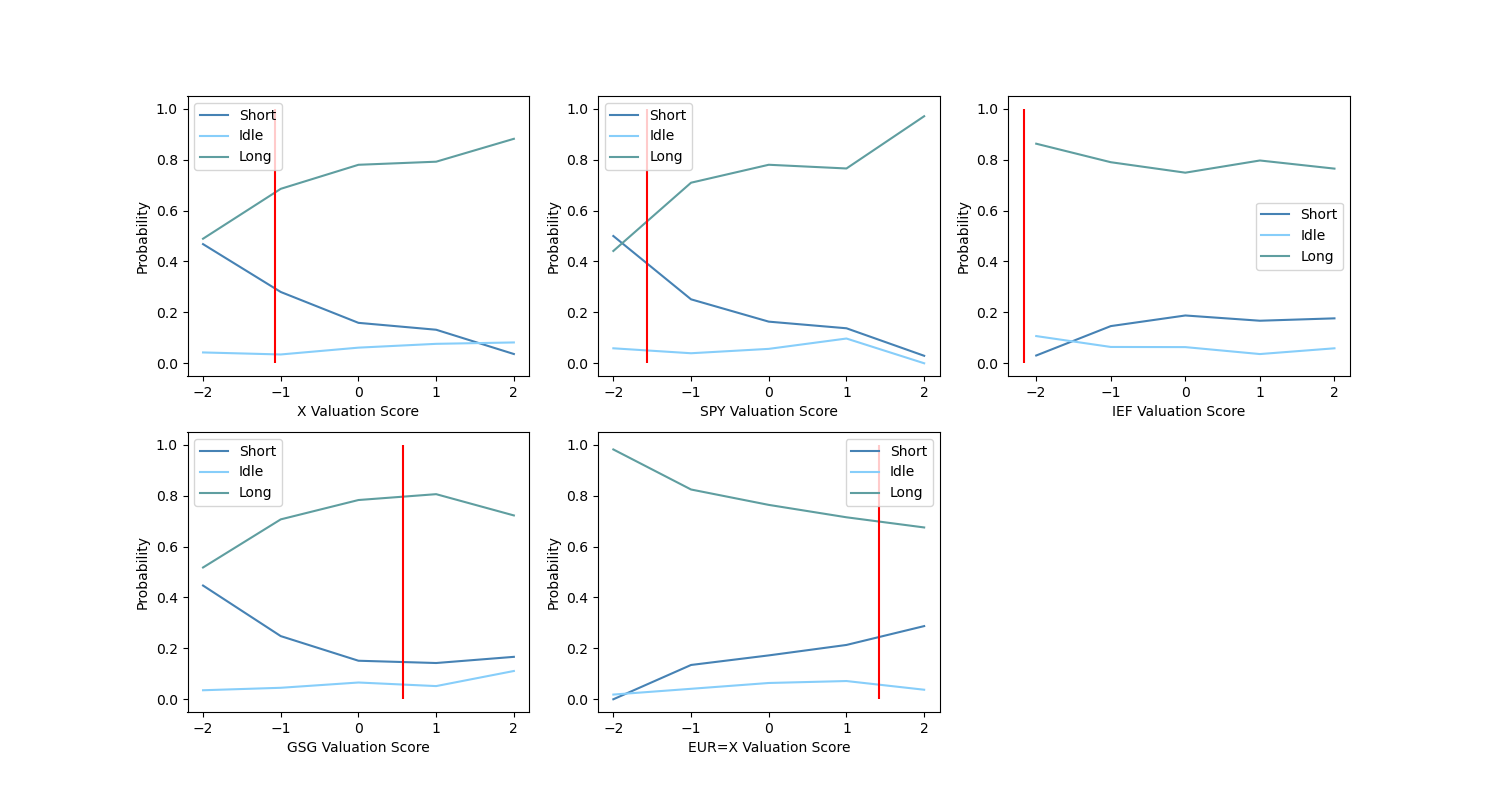 1.0
0.8
0.6
0.4
0.2
0.0
Probability
Short
Idle
Long
−2 −1 0 1 2
X Valuation Score
1.0
0.8
0.6
0.4
0.2
0.0
Probability
Short
Idle
Long
−2 −1 0 1 2
SPY Valuation Score
1.0
0.8
0.6
0.4
0.2
0.0
Probability
Short
Idle
Long
−2 −1 0 1 2
IEF Valuation Score
1.0
0.8
0.6
0.4
0.2
0.0
Probability
Short
Idle
Long
−2 −1 0 1 2
GSG Valuation Score
1.0
0.8
0.6
0.4
0.2
0.0
Probability
Short
Idle
Long
−2 −1 0 1 2
EUR=X Valuation Score